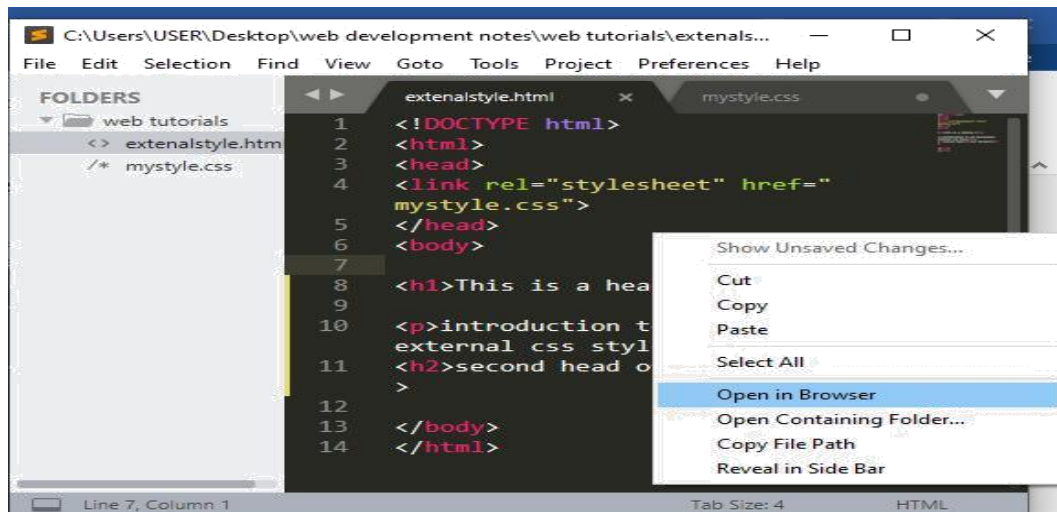 C:\Users\USER\Desktop\web development notes\web tutorials\extenals...
File Edit Selection Find View Goto Tools Project Preferences Help
FOLDERS
web tutorials
<> extenalstyle.htm
/* mystyle.css
extenalstyle.html
mystyle.css
1 <!DOCTYPE html>
2 <html>
3 <head>
4 <link rel="stylesheet" href="
mystyle.css">
5 </head>
6 <body>
7
8 <h1>This is a hea
9
10 <p>introduction t
external css styl
11 <h2>second head o
>
12
13 </body>
14 </html>
Show Unsaved Changes...
Cut
Copy
Paste
Select All
Open in Browser
Open Containing Folder...
Copy File Path
Reveal in Side Bar
Line 7, Column 1
Tab Size: 4
HTML